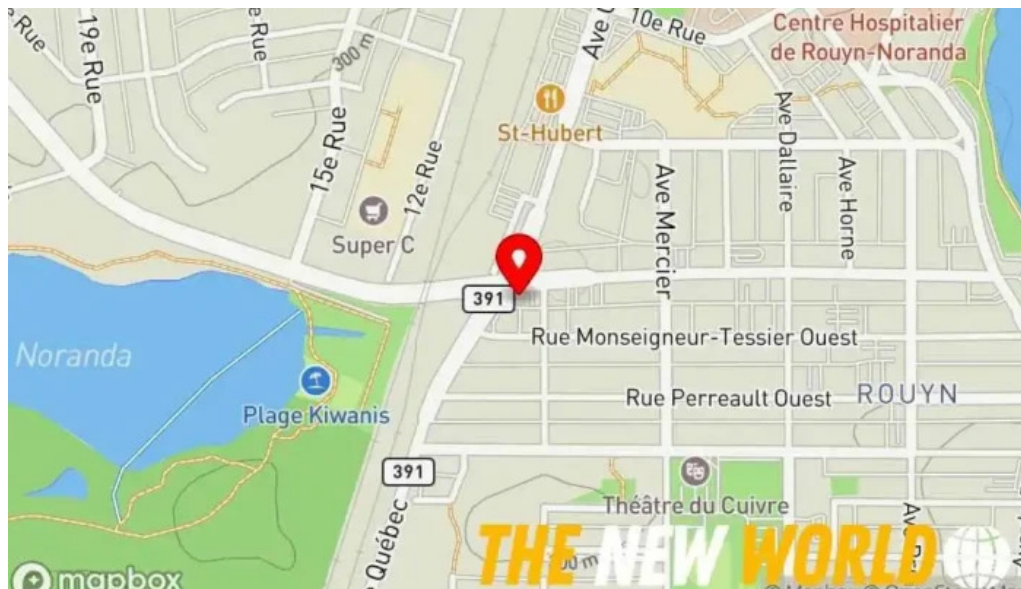 e Rue
19e Rue
Rue
300 m
15e Rue
12e Rue
Super C
10e Rue
Ave
St-Hubert
Centre Hospitalier
de Rouyn-Noranda
Ave Dallaire
Ave Horne
Ave Mercier
391
Rue Monseigneur-Tessier Ouest
Noranda
Plage Kiwanis
Rue Perreault Ouest
ROUYN
391
Théâtre du Cuivre
Québec
THE NEW WORLD
mapbox